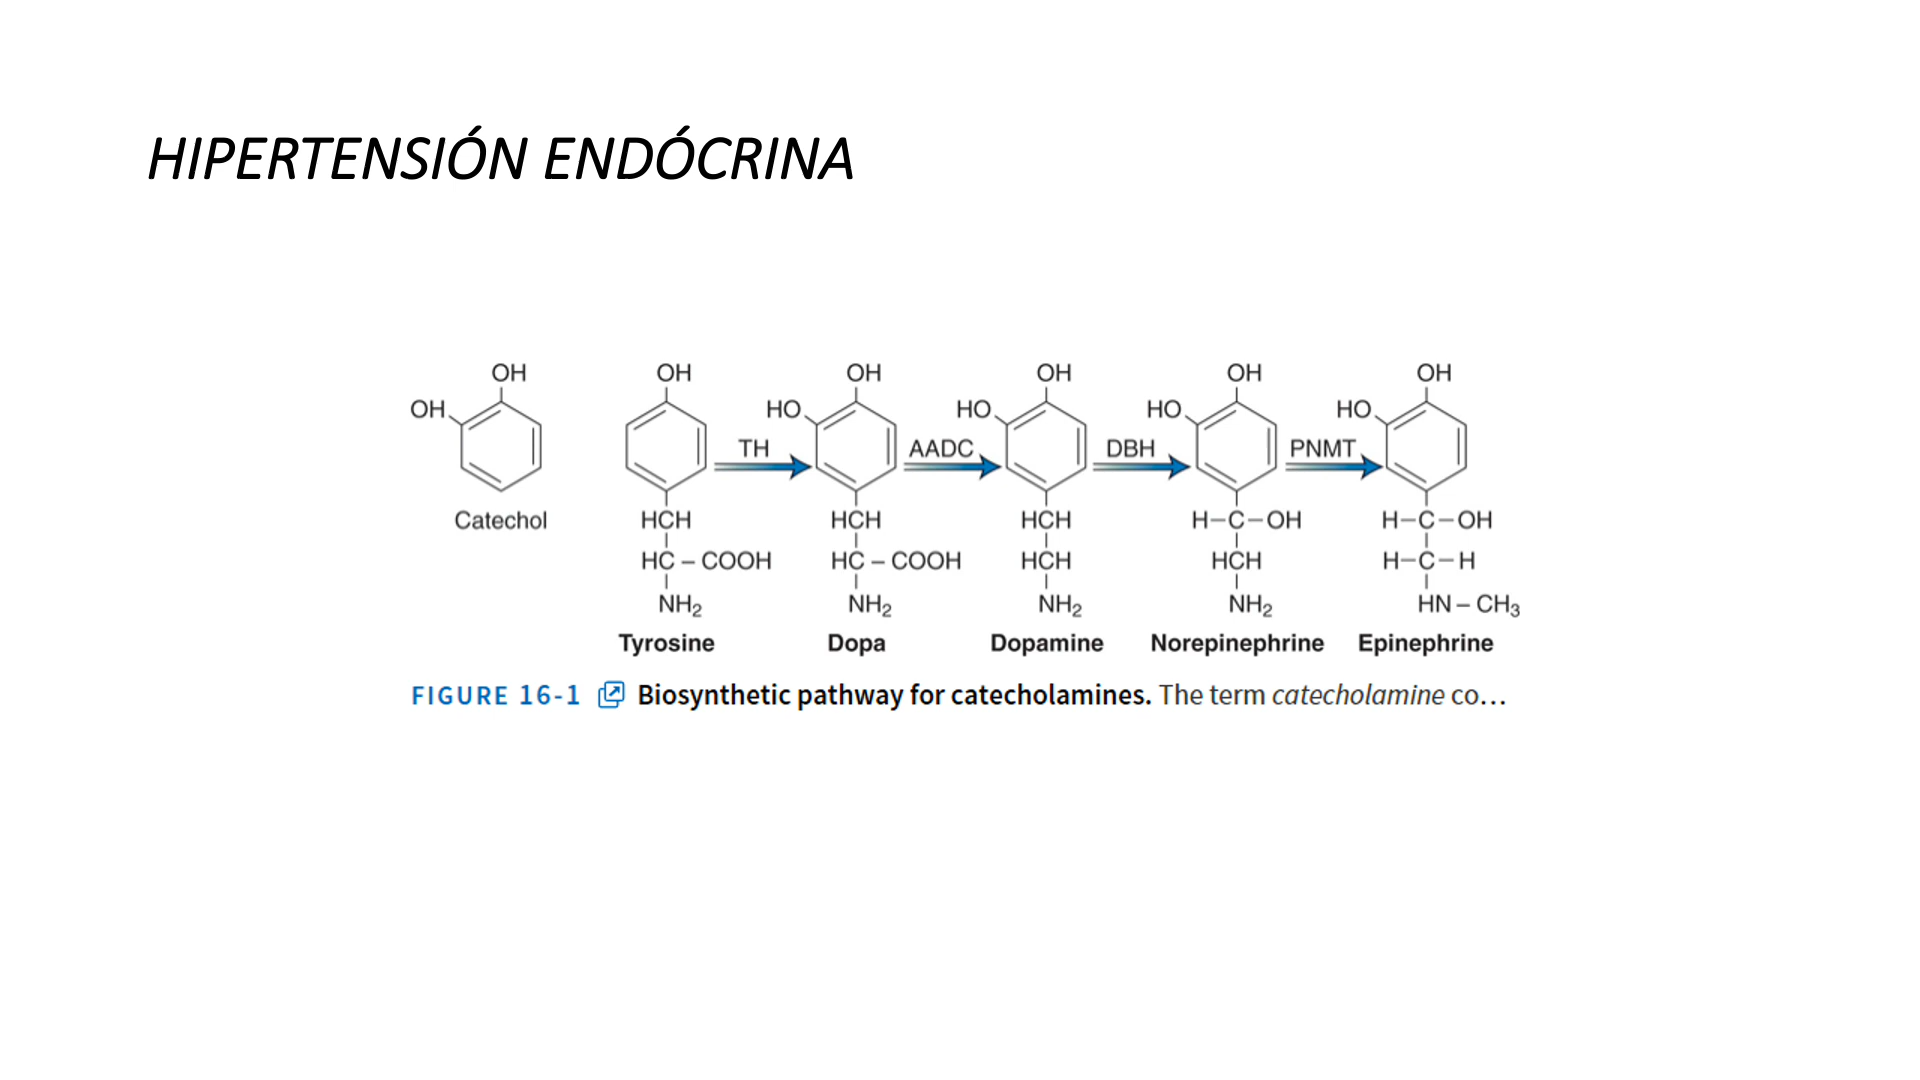 HIPERTENSIÓN ENDÓCRINA
OH OH OH OH OH OH
OH HO HO HO HO
TH AADC DBH PNMT
Catechol HCH HCH HCH H–C–OH H–C–OH
HC – COOH HC – COOH HCH HCH H–C–H
NH₂ NH₂ NH₂ NH₂ HN – CH₃
Tyrosine Dopa Dopamine Norepinephrine Epinephrine
FIGURE 16-1 Biosynthetic pathway for catecholamines. The term catecholamine co...